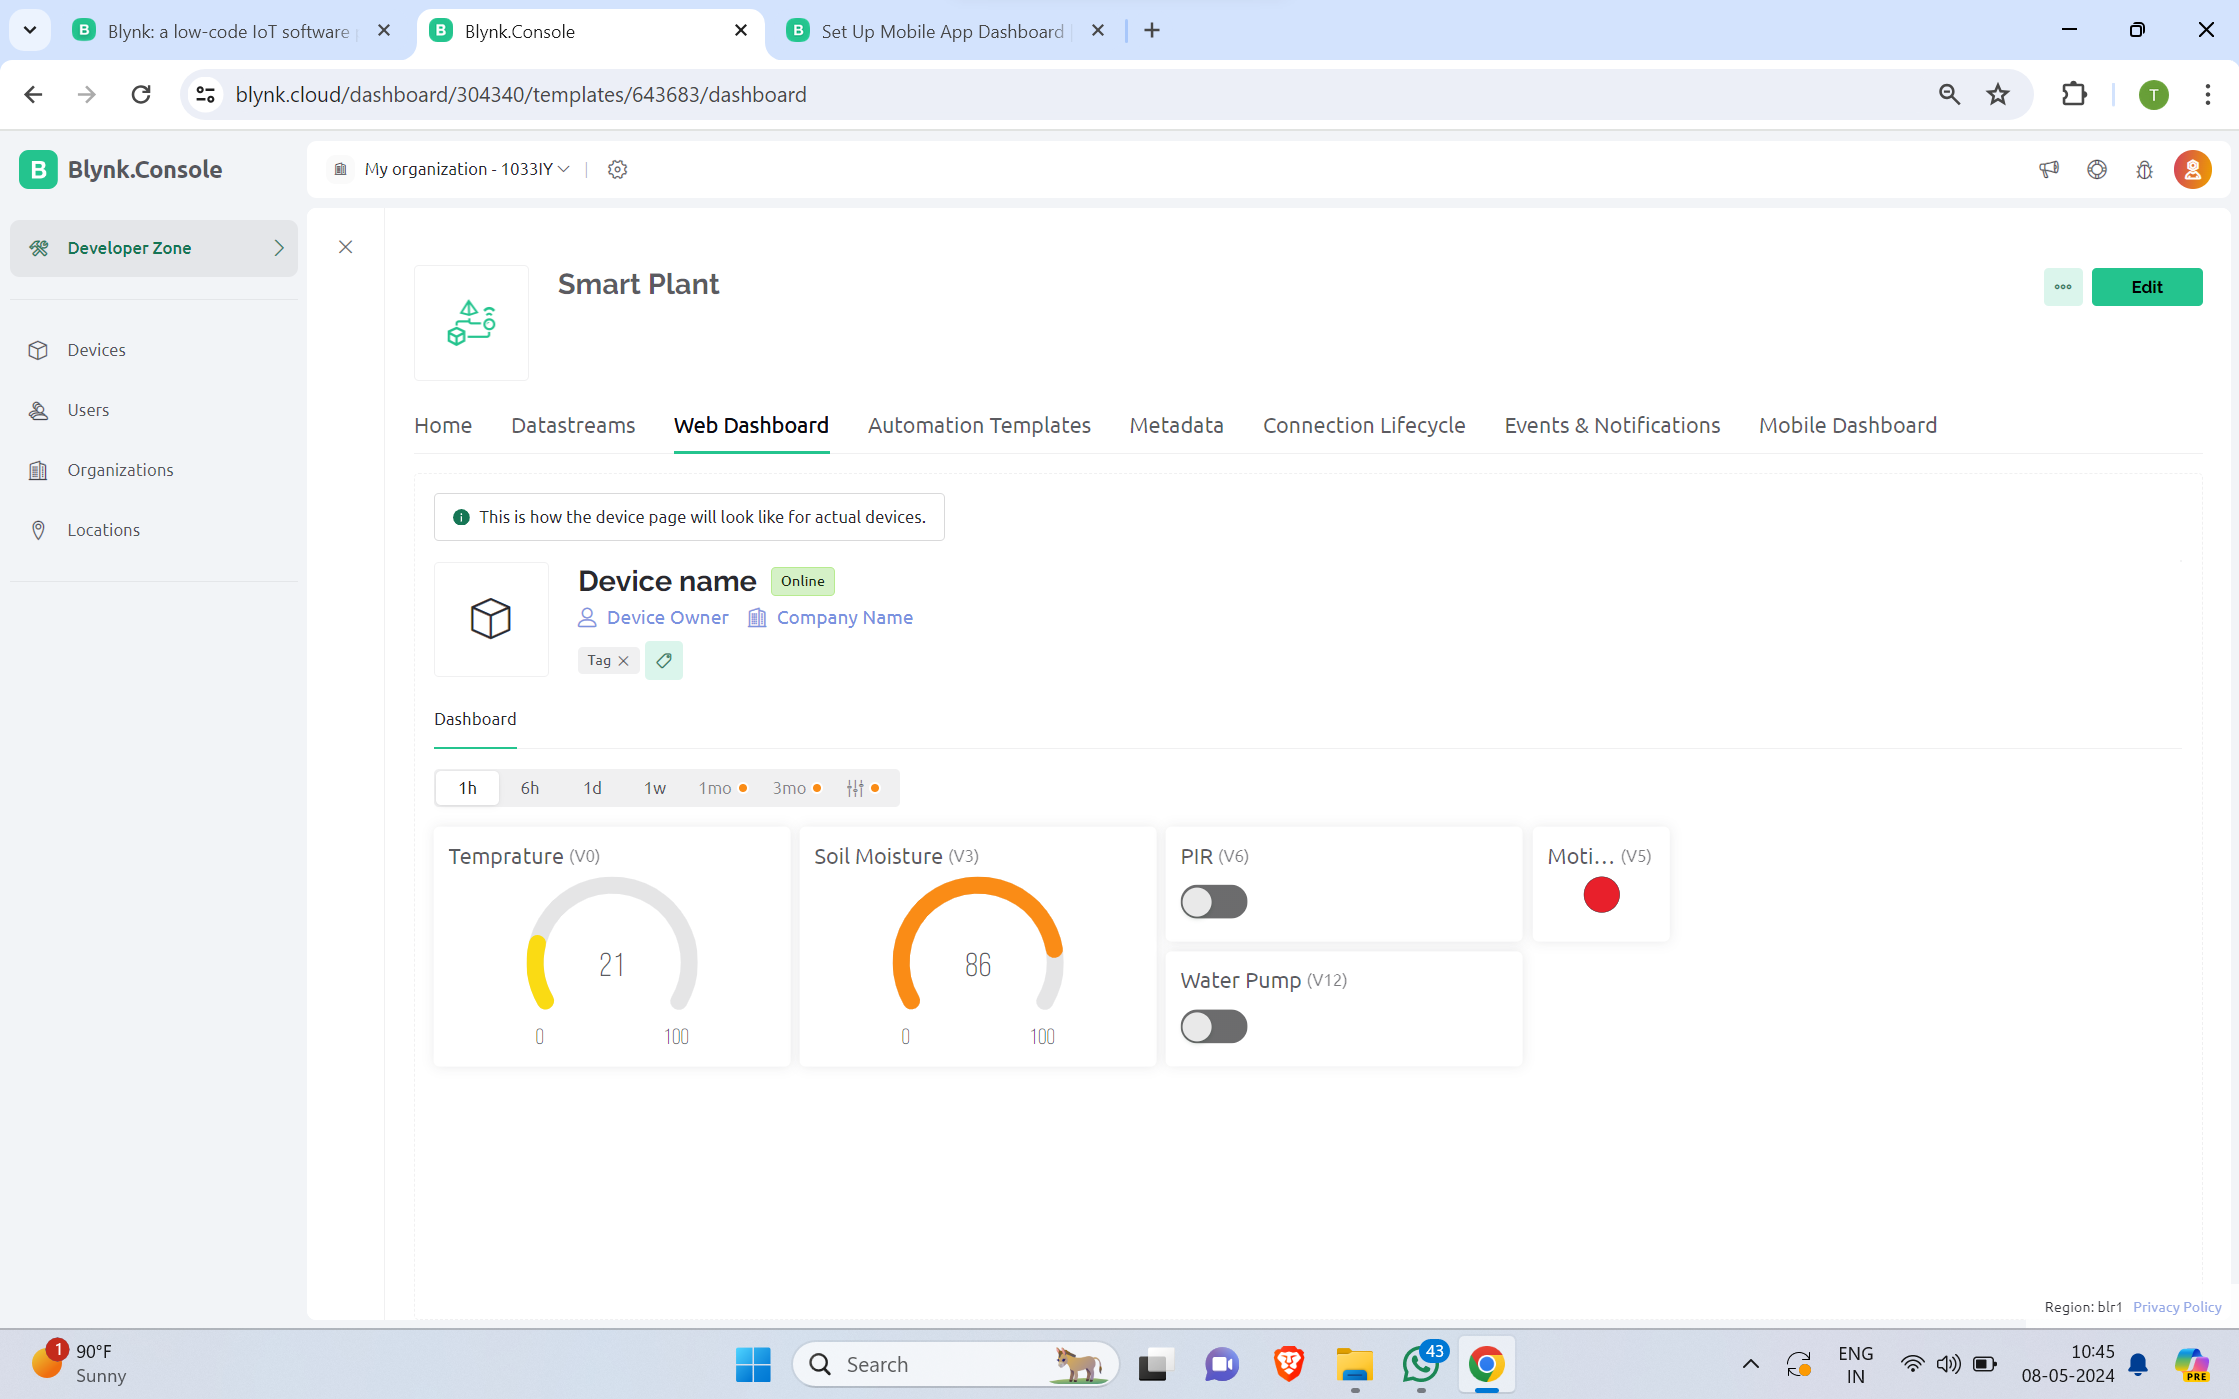 Blynk: a low-code IoT software
Blynk.Console
Set Up Mobile App Dashboard
blynk.cloud/dashboard/304340/templates/643683/dashboard
T
B Blynk.Console
My organization - 1033IY
Developer Zone
Devices
Users
Organizations
Locations
Smart Plant
Edit
Home Datastreams Web Dashboard Automation Templates Metadata Connection Lifecycle Events & Notifications Mobile Dashboard
This is how the device page will look like for actual devices.
Device name Online
Device Owner Company Name
Tag
Dashboard
1h 6h 1d 1w 1mo 3mo
Temprature (V0)
21
0 100
Soil Moisture (V3)
86
0 100
PIR (V6)
Moti... (V5)
Water Pump (V12)
Region: blr1 Privacy Policy
1
90°F
Sunny
Search
43
ENG
IN
10:45
08-05-2024
PRE